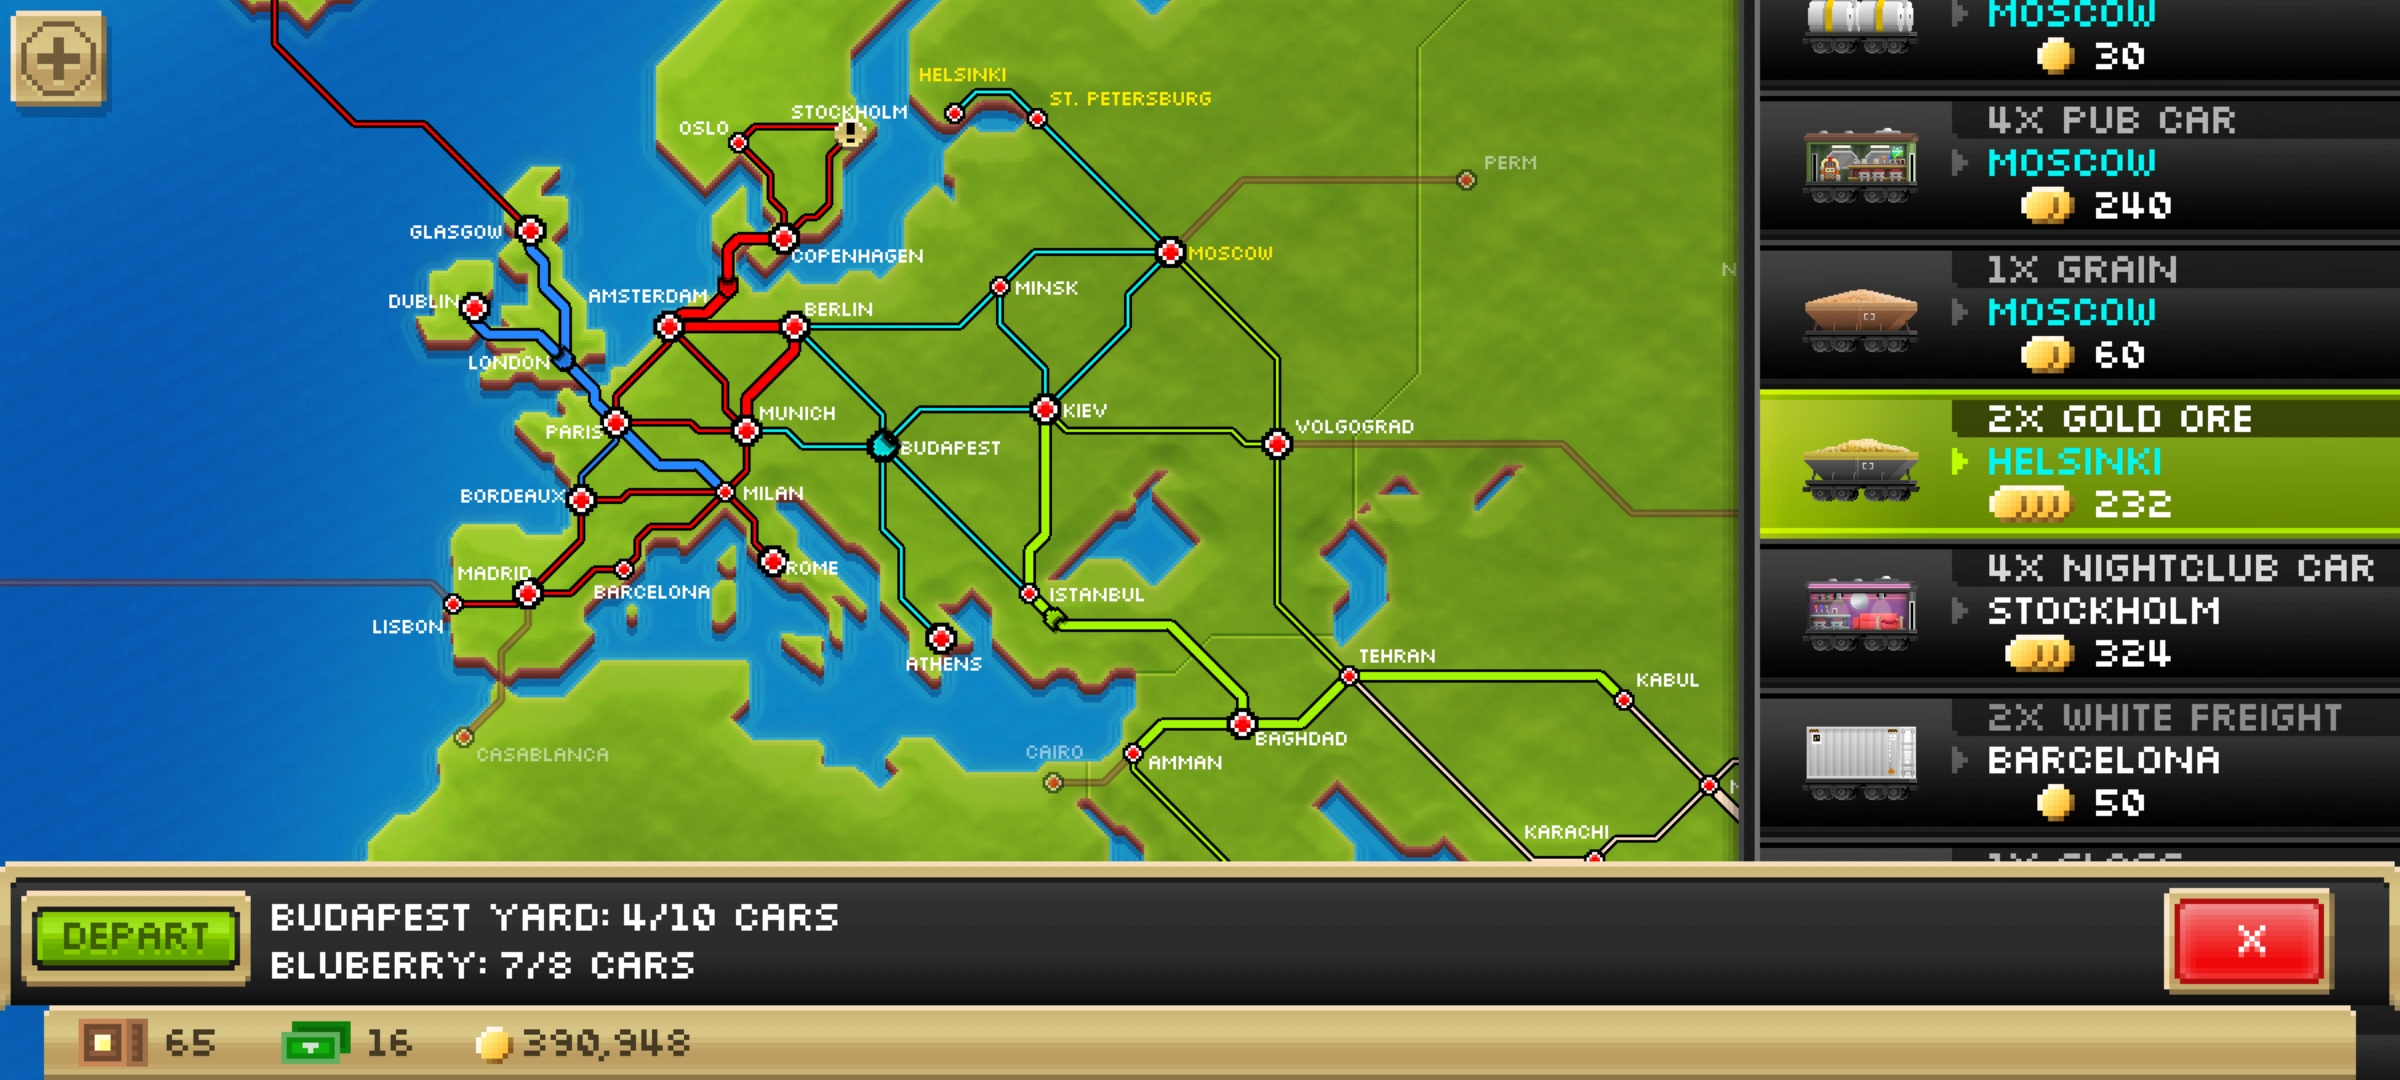 HELSINKI
ST. PETERSBURG
STOCKHOLM
OSLO
PERM
GLASGOW
COPENHAGEN
MOSCOW
DUBLIN
AMSTERDAM
BERLIN
MINSK
LONDON
MUNICH
KIEV
PARIS
BUDAPEST
VOLGOGRAD
BORDEAUX
MILAN
MADRID
BARCELONA
ROME
ISTANBUL
LISBON
ATHENS
TEHRAN
KABUL
CASABLANCA
CAIRO
AMMAN
BAGHDAD
KARACHI
N
MOSCOW
30
4X PUB CAR
MOSCOW
240
1X GRAIN
MOSCOW
60
2X GOLD ORE
HELSINKI
232
4X NIGHTCLUB CAR
STOCKHOLM
324
2X WHITE FREIGHT
BARCELONA
50
DEPART
BUDAPEST YARD: 4/10 CARS
BLUBERRY: 7/8 CARS
X
65
16
390,948